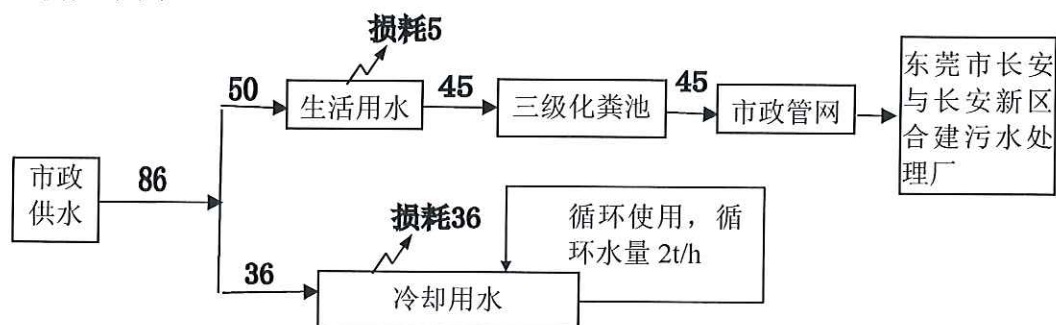 损耗5
50
生活用水
45
三级化粪池
45
市政管网
东莞市长安
与长安新区
合建污水处
理厂
市政
供水
86
损耗36
循环使用，循
环水量 2t/h
36
冷却用水